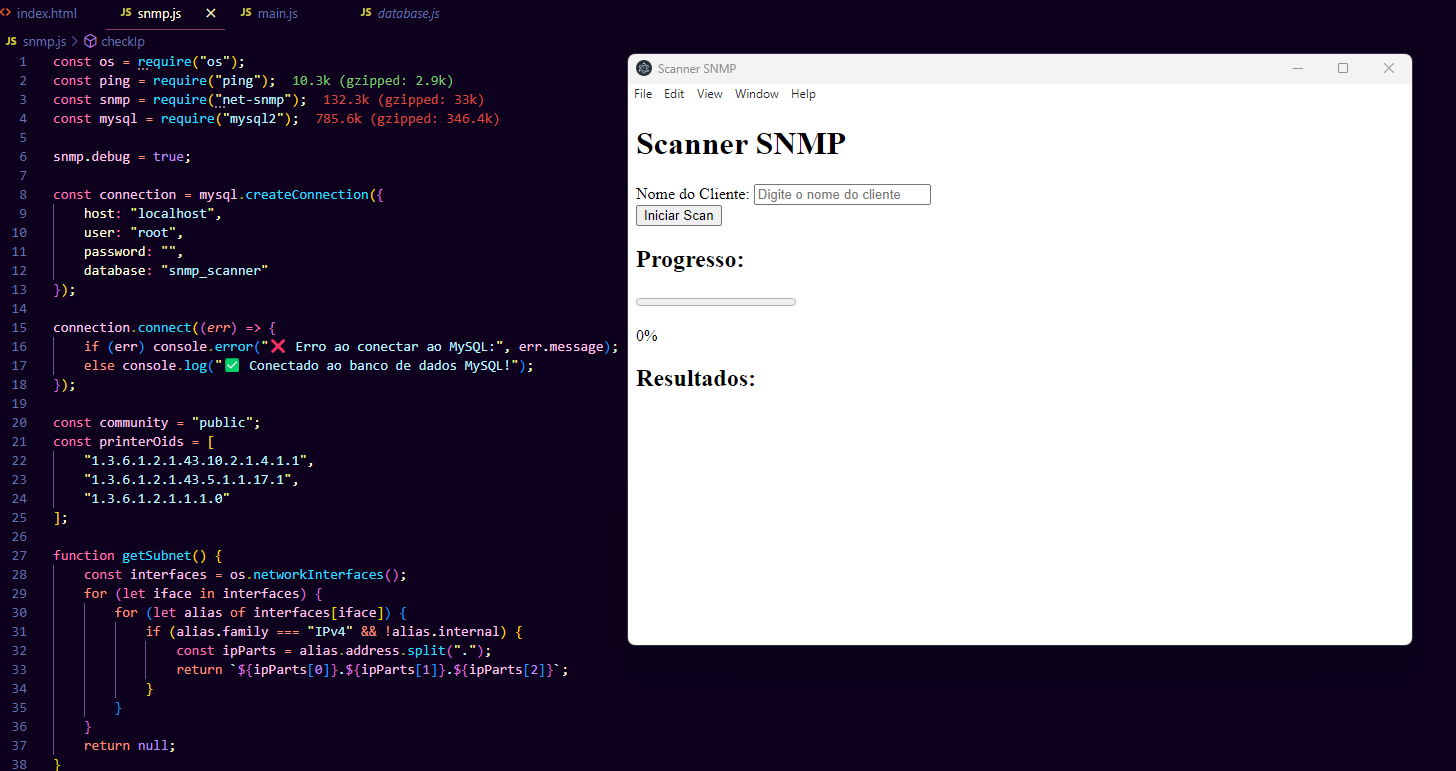 index.html
JS snmp.js
JS main.js
JS database.js
JS snmp.js > checkIp
1 const os = require("os");
2 const ping = require("ping"); 10.3k (gzipped: 2.9k)
3 const snmp = require("net-snmp"); 132.3k (gzipped: 33k)
4 const mysql = require("mysql2"); 785.6k (gzipped: 346.4k)
5
6 snmp.debug = true;
7
8 const connection = mysql.createConnection({
9 host: "localhost",
10 user: "root",
11 password: "",
12 database: "snmp_scanner"
13 });
14
15 connection.connect((err) => {
16 if (err) console.error("❌ Erro ao conectar ao MySQL:", err.message);
17 else console.log("✅ Conectado ao banco de dados MySQL!");
18 });
19
20 const community = "public";
21 const printerOids = [
22 "1.3.6.1.2.1.43.10.2.1.4.1.1",
23 "1.3.6.1.2.1.43.5.1.1.17.1",
24 "1.3.6.1.2.1.1.1.0"
25 ];
26
27 function getSubnet() {
28 const interfaces = os.networkInterfaces();
29 for (let iface in interfaces) {
30 for (let alias of interfaces[iface]) {
31 if (alias.family === "IPv4" && !alias.internal) {
32 const ipParts = alias.address.split(".");
33 return `${ipParts[0]}.${ipParts[1]}.${ipParts[2]}`;
34 }
35 }
36 }
37 return null;
38 }
Scanner SNMP
File Edit View Window Help
Scanner SNMP
Nome do Cliente: Digite o nome do cliente
Iniciar Scan
Progresso:
0%
Resultados: